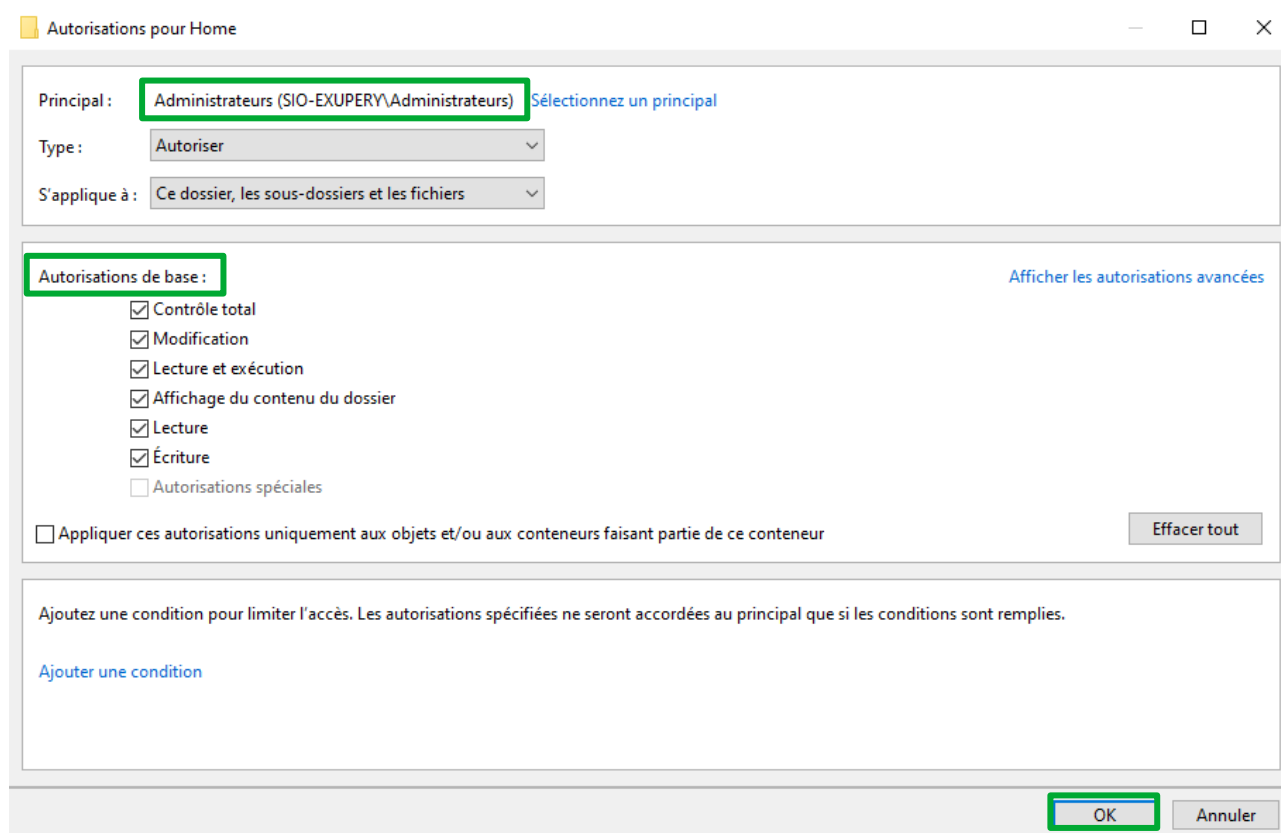 Autorisations pour Home
Principal : Administrateurs (SIO-EXUPERY\Administrateurs) Sélectionnez un principal
Type : Autoriser
S'applique à : Ce dossier, les sous-dossiers et les fichiers
Autorisations de base : Afficher les autorisations avancées
Contrôle total
Modification
Lecture et exécution
Affichage du contenu du dossier
Lecture
Écriture
Autorisations spéciales
Appliquer ces autorisations uniquement aux objets et/ou aux conteneurs faisant partie de ce conteneur Effacer tout
Ajoutez une condition pour limiter l'accès. Les autorisations spécifiées ne seront accordées au principal que si les conditions sont remplies.
Ajouter une condition
OK Annuler